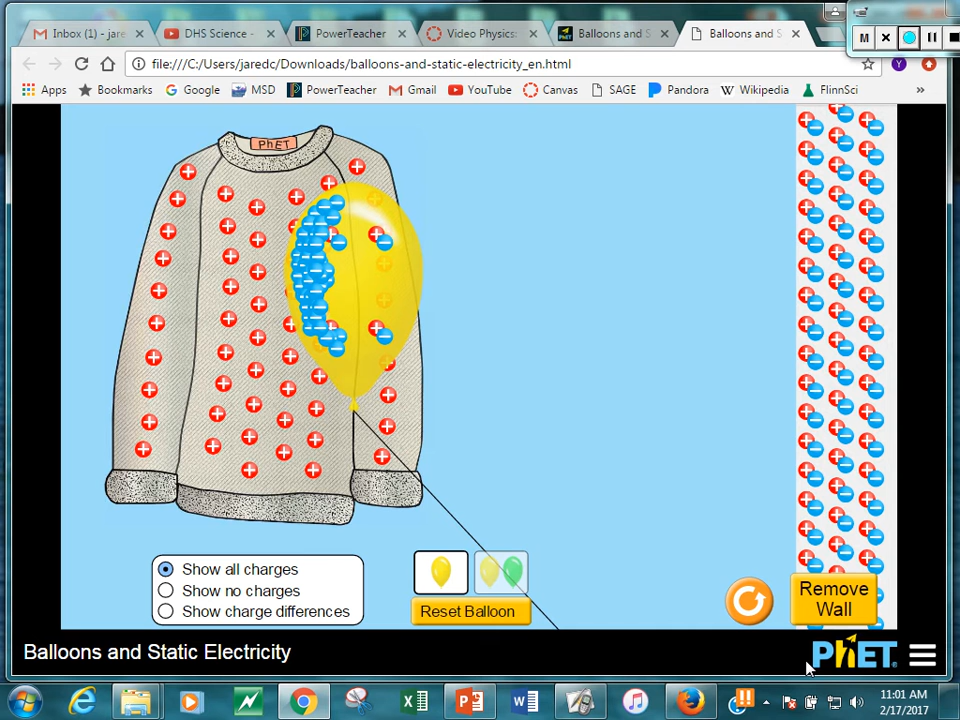 Inbox (1) - jare
DHS Science -
PowerTeacher
Video Physics:
Balloons and S
Balloons and S
M
file:///C:/Users/jaredc/Downloads/balloons-and-static-electricity_en.html
Y
Apps
Bookmarks
Google
MSD
PowerTeacher
Gmail
YouTube
Canvas
SAGE
Pandora
Wikipedia
FlinnSci
»
PhET
Show all charges
Show no charges
Show charge differences
Reset Balloon
Remove
Wall
Balloons and Static Electricity
PhET
11:01 AM
2/17/2017